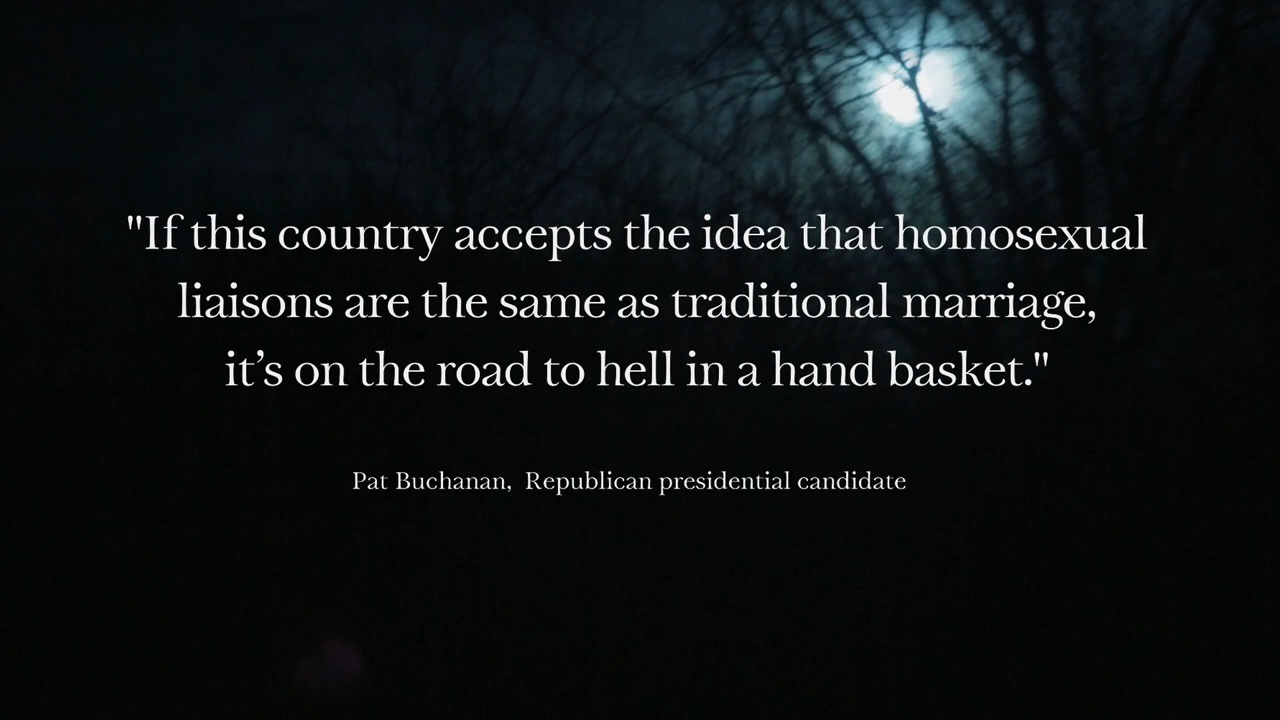 "If this country accepts the idea that homosexual
liaisons are the same as traditional marriage,
it’s on the road to hell in a hand basket."
Pat Buchanan,  Republican presidential candidate